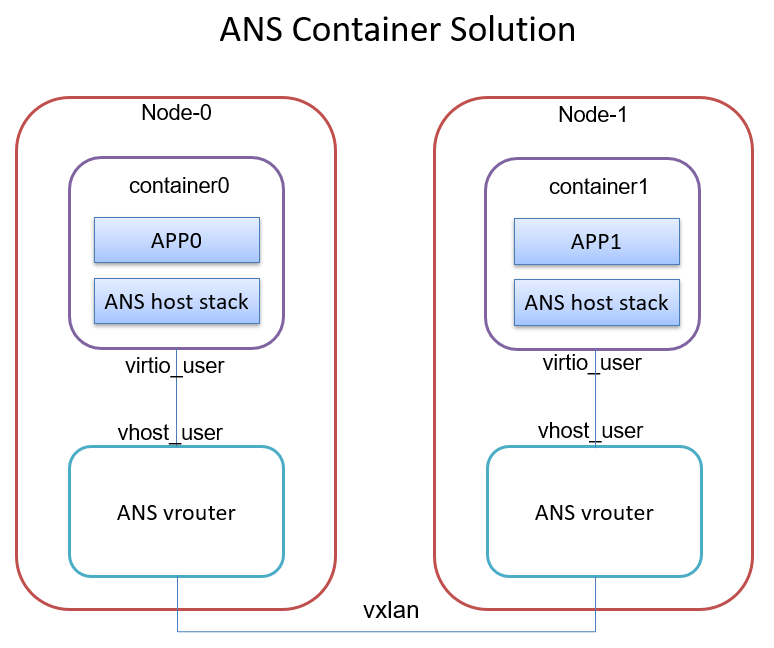 ANS Container Solution
Node-0
container0
APP0
ANS host stack
virtio_user
vhost_user
ANS vrouter
Node-1
container1
APP1
ANS host stack
virtio_user
vhost_user
ANS vrouter
vxlan